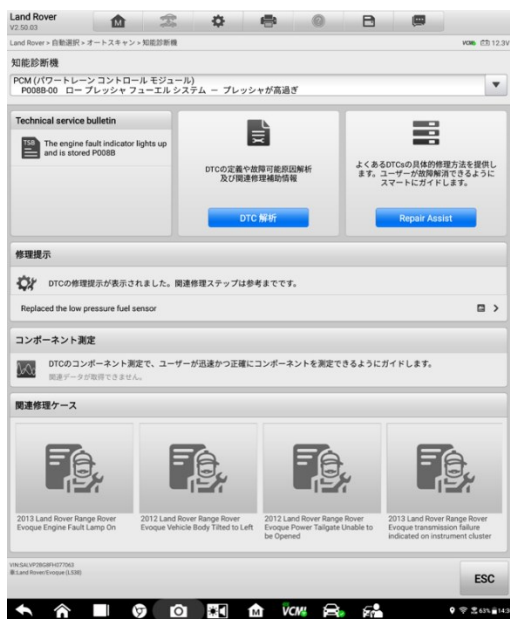 Land Rover
V2.50.03
Land Rover > 自動選択 > オートスキャン > 知能診断機
VCMI 12.3V
知能診断機
PCM (パワートレーン コントロール モジュール)
P008B-00 ロー プレッシャ フューエル システム － プレッシャが高過ぎ
Technical service bulletin
TSB
The engine fault indicator lights up
and is stored P008B
DTCの定義や故障可能原因解析
及び関連修理補助情報
DTC 解析
よくあるDTCsの具体的修理方法を提供し
ます。ユーザーが故障解消できるように
スマートにガイドします。
Repair Assist
修理提示
DTCの修理提示が表示されました。関連修理ステップは参考までです。
Replaced the low pressure fuel sensor
コンポーネント測定
DTCのコンポーネント測定で、ユーザーが迅速かつ正確にコンポーネントを測定できるようにガイドします。
関連データが取得できません。
関連修理ケース
2013 Land Rover Range Rover
Evoque Engine Fault Lamp On
2012 Land Rover Range Rover
Evoque Vehicle Body Tilted to Left
2012 Land Rover Range Rover
Evoque Power Tailgate Unable to
be Opened
2013 Land Rover Range Rover
Evoque transmission failure
indicated on instrument cluster
車:Land Rover/Evoque (L538)
ESC
VCMI
63%
14:3